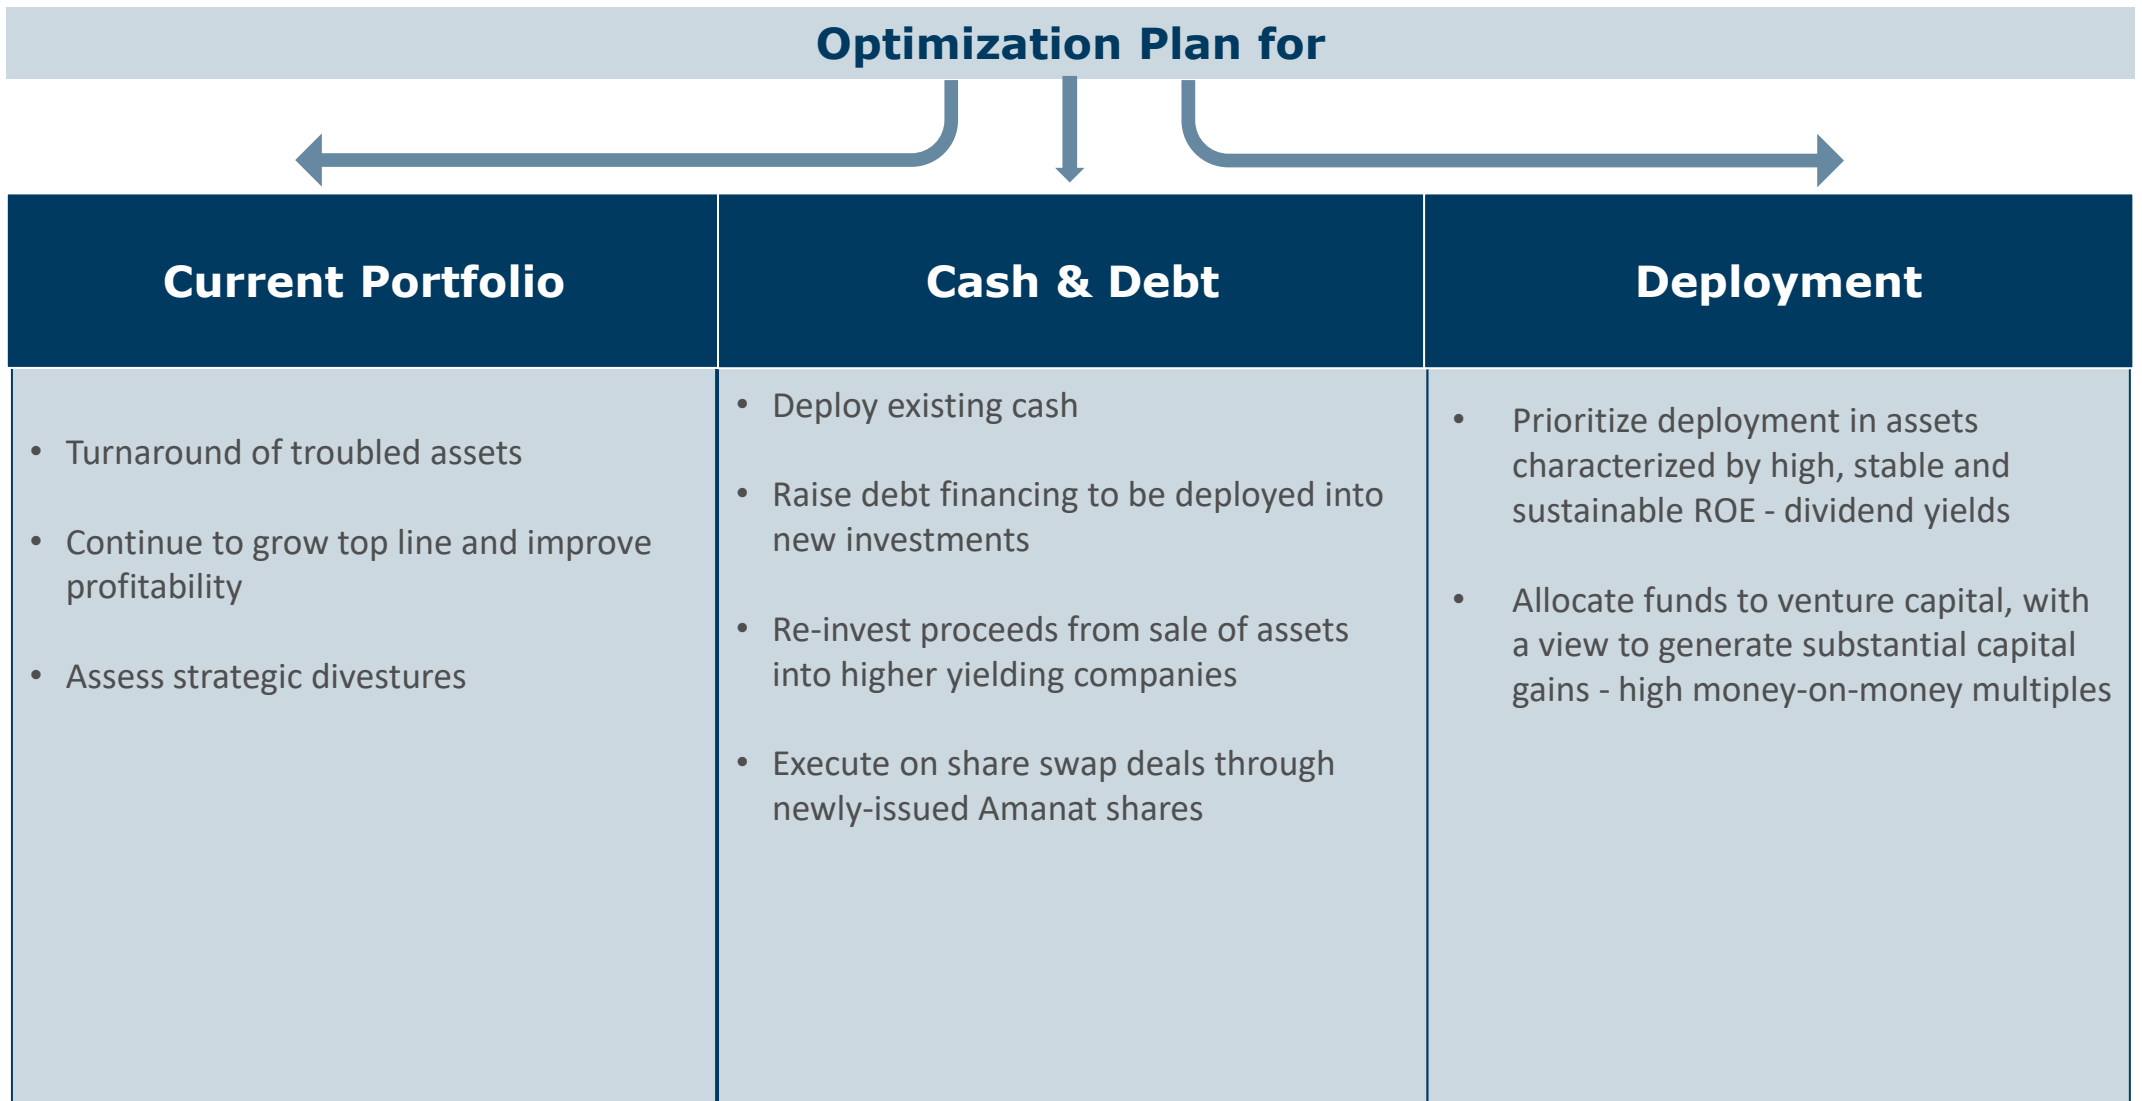 Optimization Plan for
Current Portfolio
Cash & Debt
Deployment
• Turnaround of troubled assets
• Continue to grow top line and improve
profitability
• Assess strategic divestures
• Deploy existing cash
• Raise debt financing to be deployed into
new investments
• Re-invest proceeds from sale of assets
into higher yielding companies
• Execute on share swap deals through
newly-issued Amanat shares
• Prioritize deployment in assets
characterized by high, stable and
sustainable ROE - dividend yields
• Allocate funds to venture capital, with
a view to generate substantial capital
gains - high money-on-money multiples